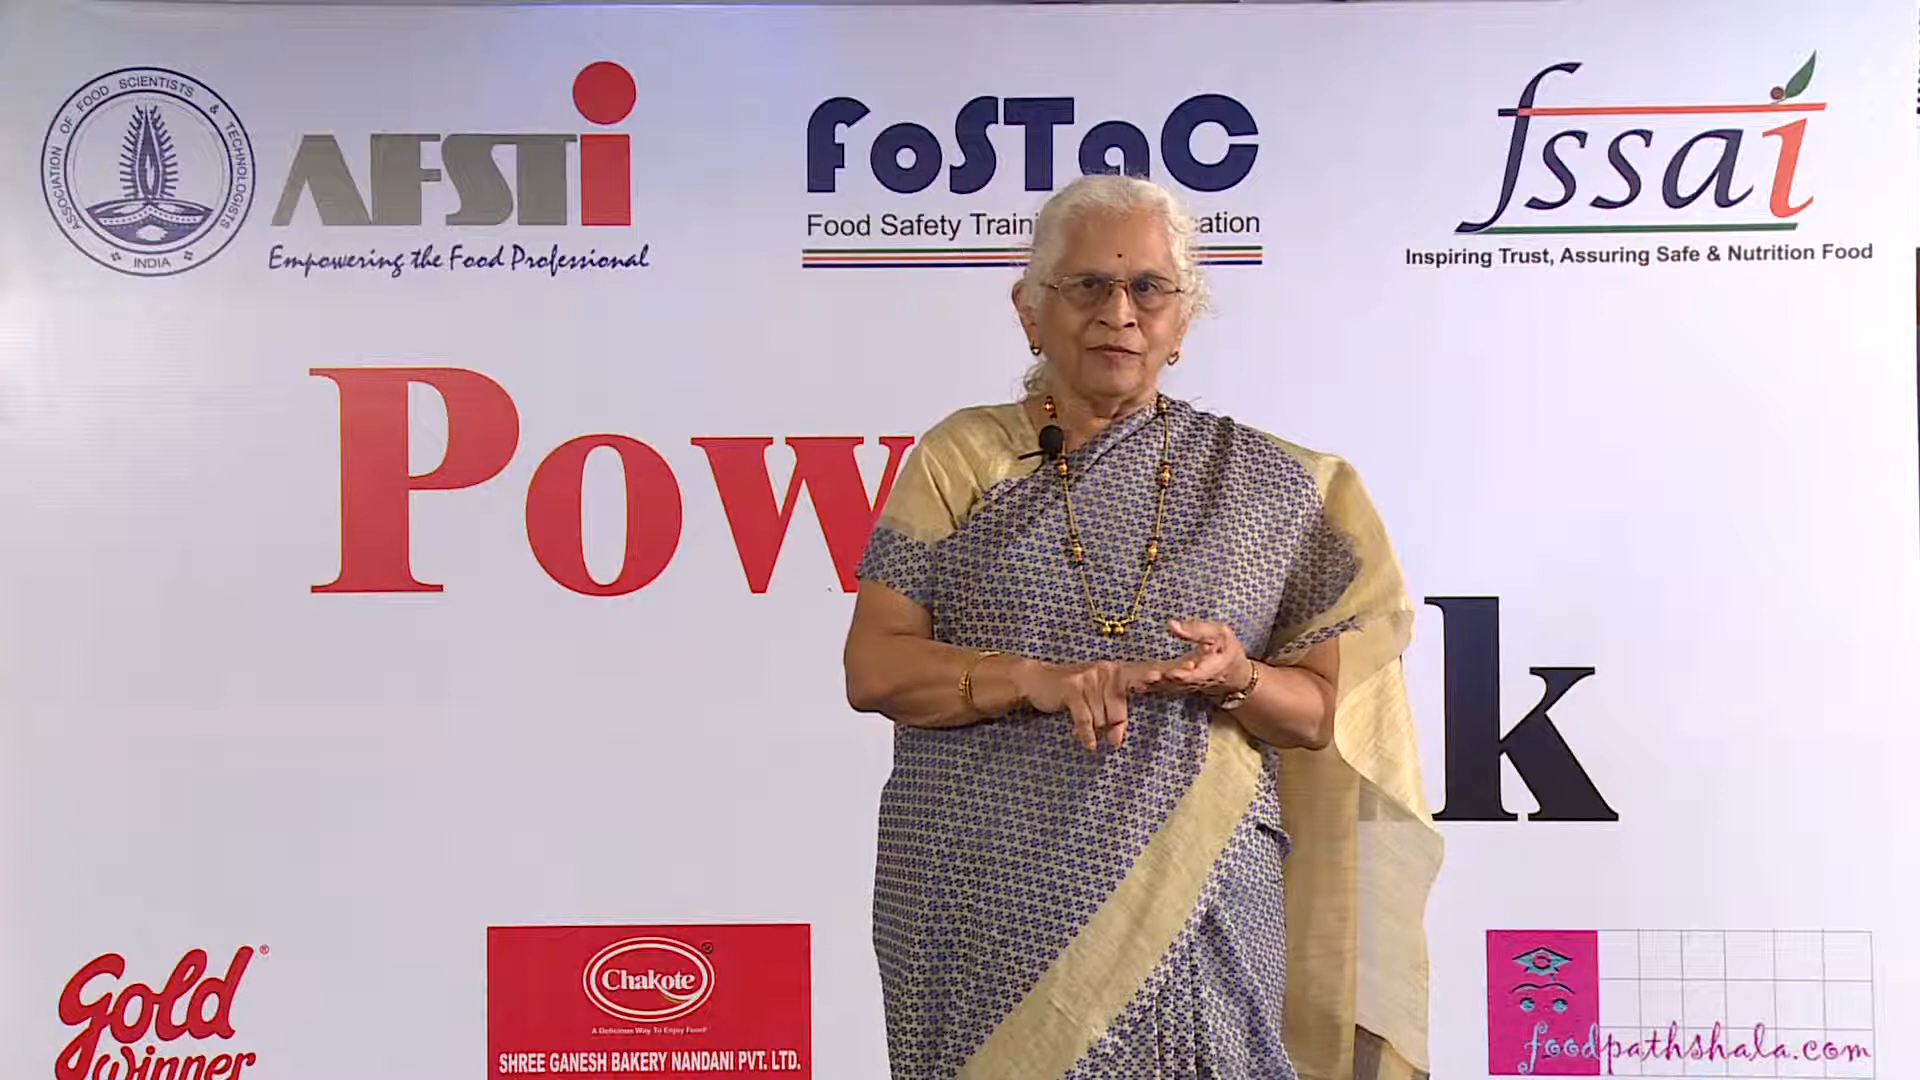 ASSOCIATION OF FOOD SCIENTISTS & TECHNOLOGISTS
INDIA
AFSTi
Empowering the Food Professional
FoSTaC
Food Safety
fssai
Inspiring Trust, Assuring Safe & Nutrition Food
Pow
k
Gold
Winner
®
Chakote
®
A Delicious Way To Enjoy Food!
SHREE GANESH BAKERY NANDANI PVT. LTD.
foodpathshala.com